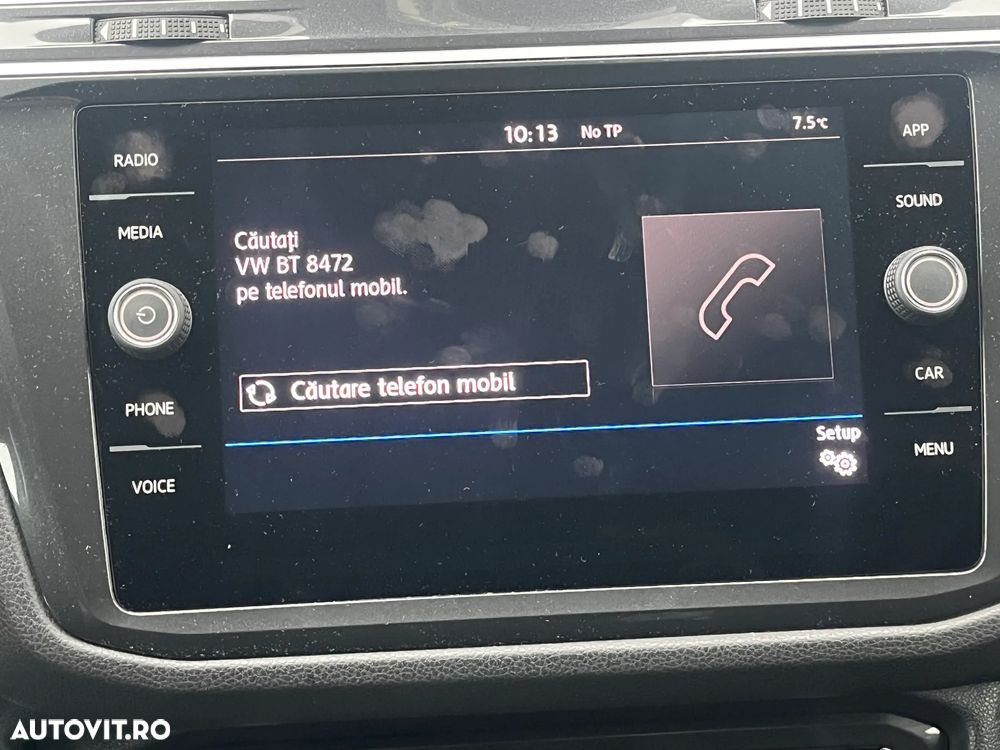 10:13 No TP 7.5°C
RADIO
MEDIA
PHONE
VOICE
Căutați
VW BT 8472
pe telefonul mobil.
Căutare telefon mobil
Setup
APP
SOUND
CAR
MENU
AUTOVIT.RO